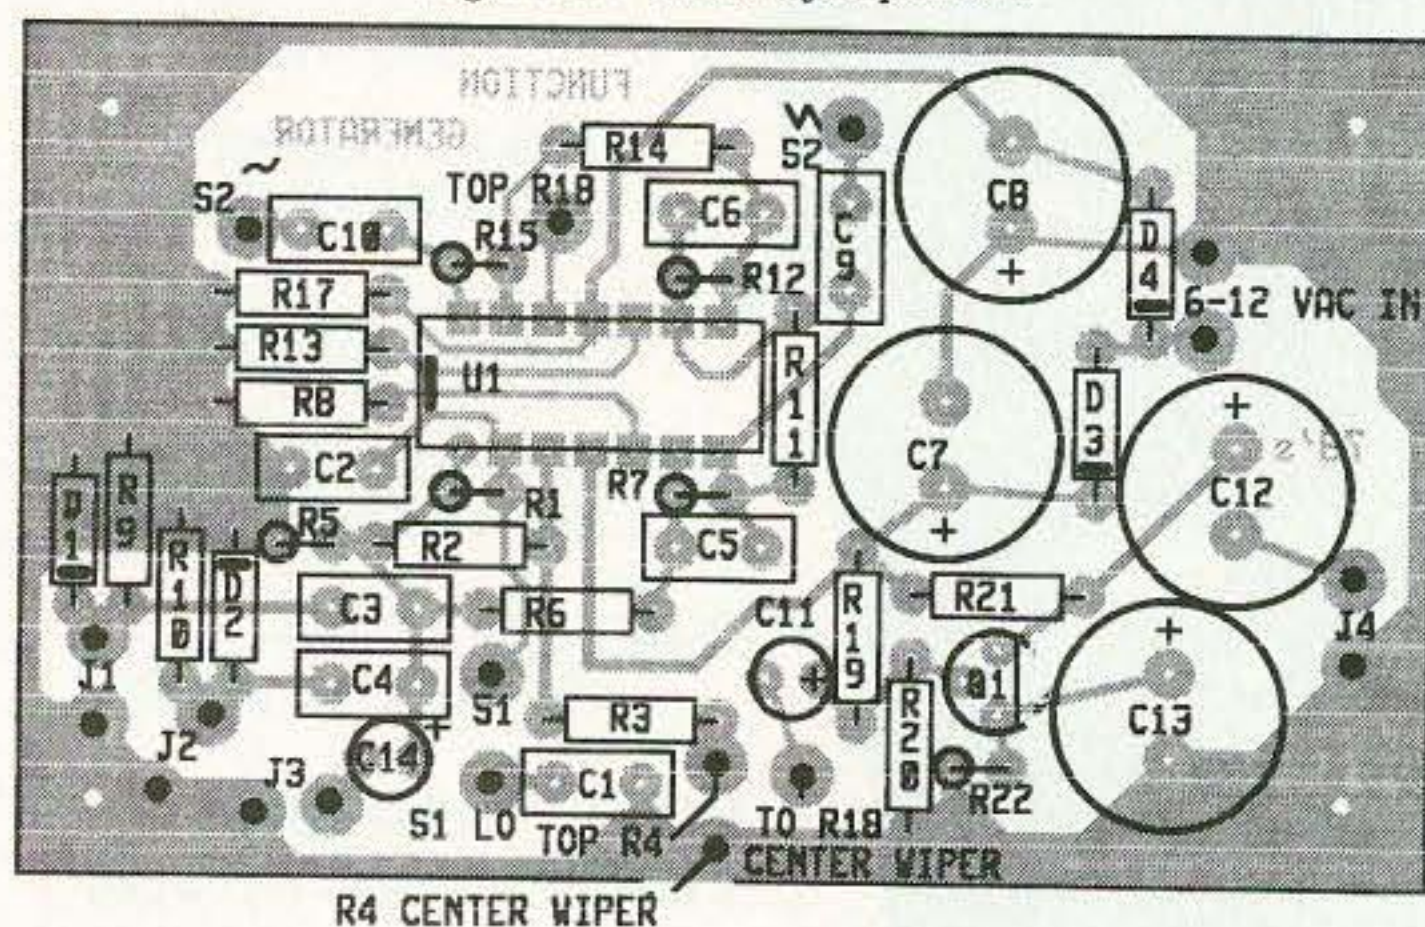 FUNCTION
GENERATOR
R14
S2
C8
S2
~
TOP R18
C6
C10
R15
C9
D4
R12
R17
6-12 VAC IN
R13
U1
R11
R8
D3
73's
C7
C2
R7
C12
R1
D1
R9
R5
R2
C5
R10
D2
C3
R6
C11
R19
R21
J4
J1
C4
S1
Q1
R3
R20
C13
J2
C14
J3
C1
R22
S1 LO
TOP R4
TO R18
CENTER WIPER
R4 CENTER WIPER